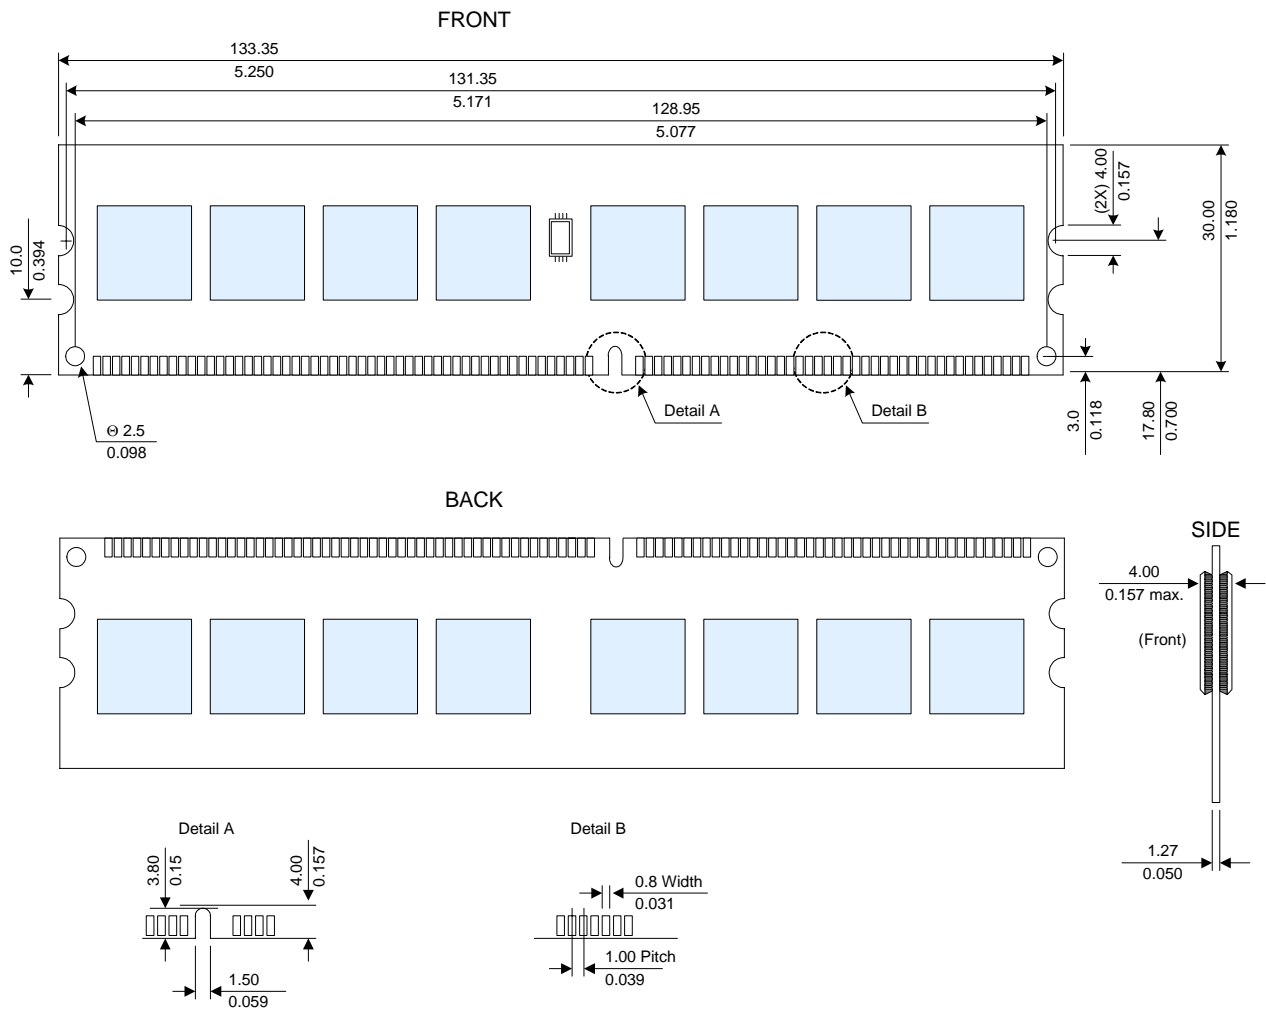 FRONT
133.35
5.250
131.35
5.171
128.95
5.077
(2X) 4.00
0.157
30.00
1.180
10.0
0.394
Detail A
Detail B
3.0
0.118
17.80
0.700
Θ 2.5
0.098
BACK
SIDE
4.00
0.157 max.
(Front)
1.27
0.050
Detail A
3.80
0.15
4.00
0.157
1.50
0.059
Detail B
0.8 Width
0.031
1.00 Pitch
0.039